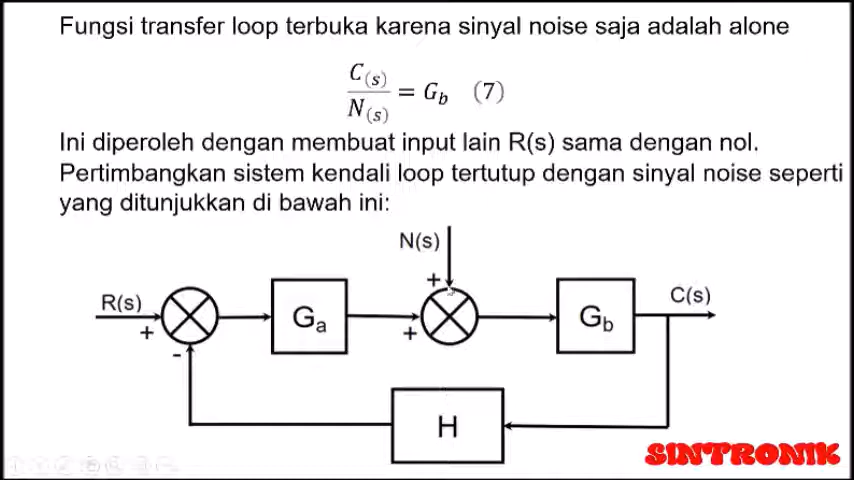 Fungsi transfer loop terbuka karena sinyal noise saja adalah alone
C(s)/N(s) = Gb (7)
Ini diperoleh dengan membuat input lain R(s) sama dengan nol.
Pertimbangkan sistem kendali loop tertutup dengan sinyal noise seperti
yang ditunjukkan di bawah ini:
N(s)
+
R(s)
+
-
Ga
+
Gb
C(s)
H
SINTRONIK